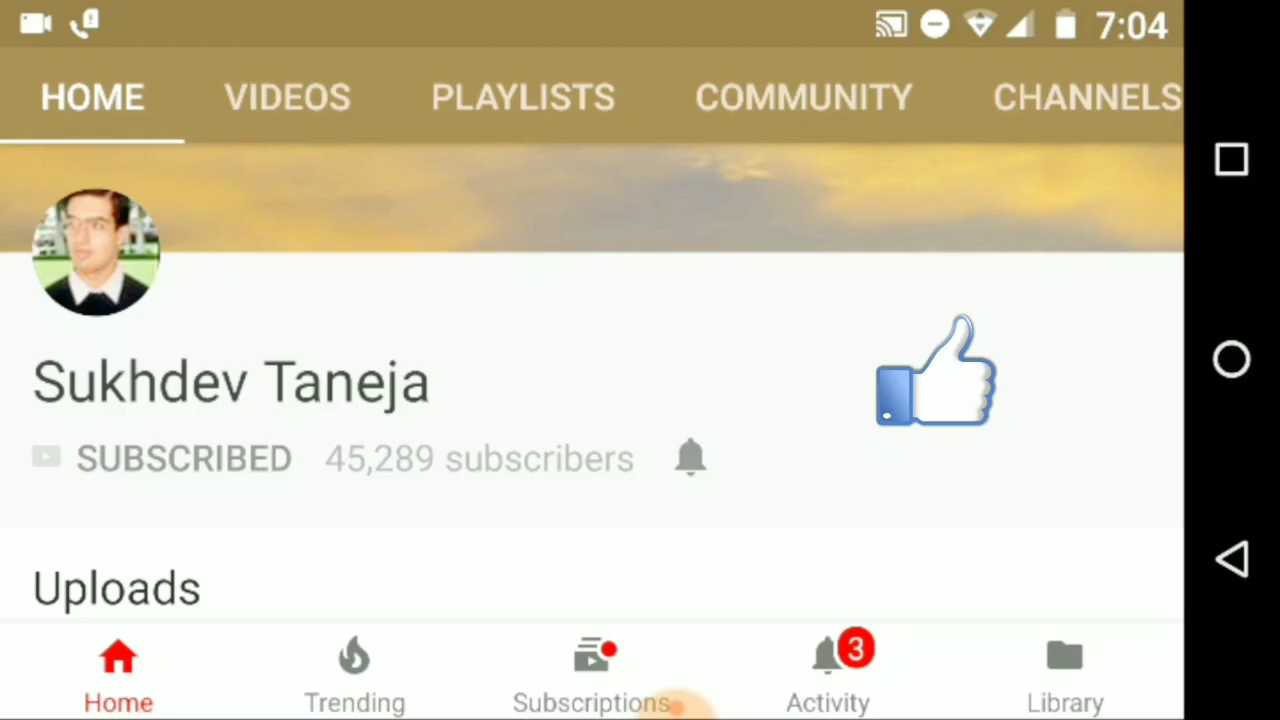 7:04
HOME VIDEOS PLAYLISTS COMMUNITY CHANNELS
Sukhdev Taneja
SUBSCRIBED 45,289 subscribers
Uploads
3
Home Trending Subscriptions Activity Library